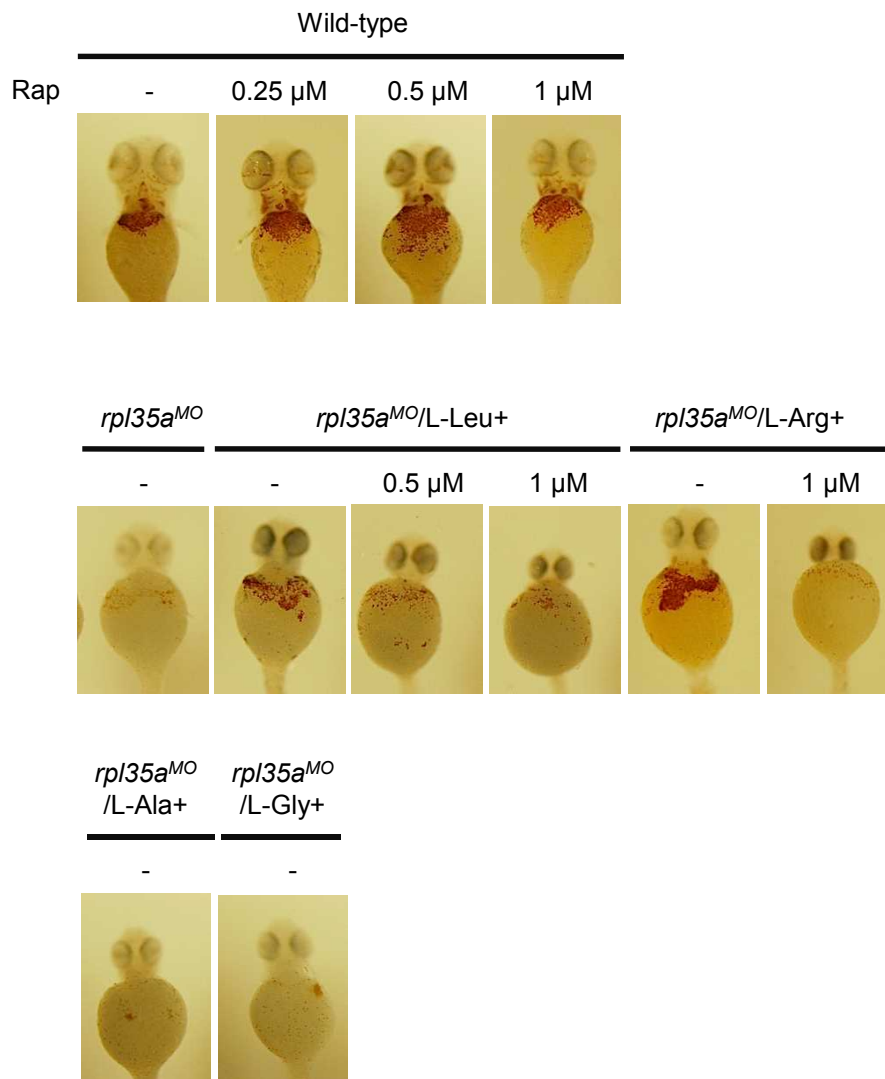 Wild-type
Rap - 0.25 µM 0.5 µM 1 µM
rpl35aMO rpl35aMO/L-Leu+ rpl35aMO/L-Arg+
- - 0.5 µM 1 µM - 1 µM
rpl35aMO rpl35aMO
/L-Ala+ /L-Gly+
- -